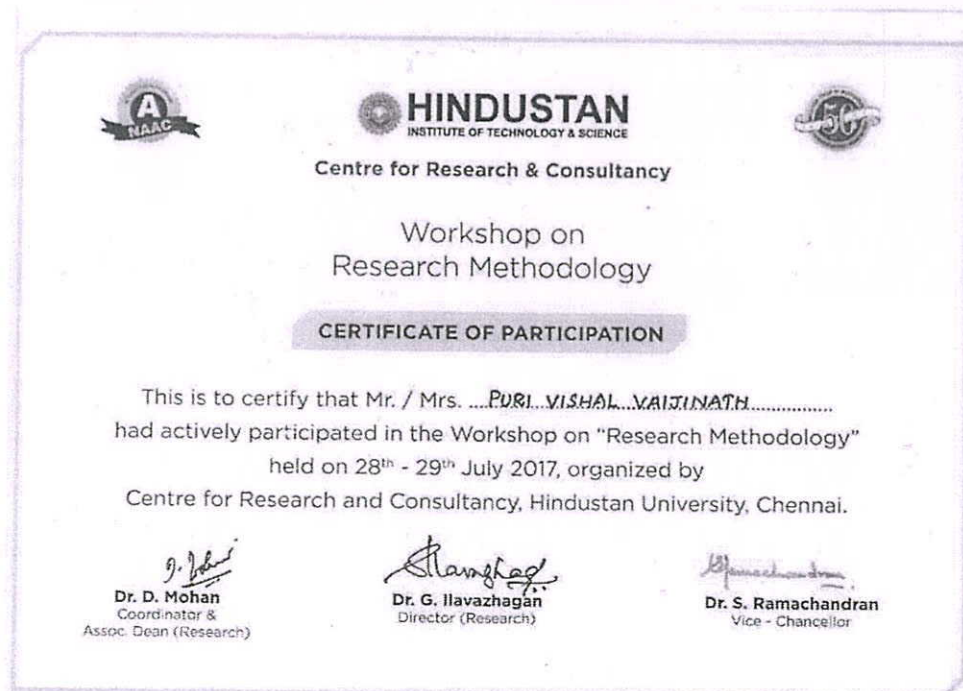 A
NAAC
HINDUSTAN
INSTITUTE OF TECHNOLOGY & SCIENCE
50
Centre for Research & Consultancy
Workshop on
Research Methodology
CERTIFICATE OF PARTICIPATION
This is to certify that Mr. / Mrs. PURI VISHAL VAIJINATH
had actively participated in the Workshop on "Research Methodology"
held on 28th - 29th July 2017, organized by
Centre for Research and Consultancy, Hindustan University, Chennai.
Dr. D. Mohan
Coordinator &
Assoc. Dean (Research)
Dr. G. Ilavazhagan
Director (Research)
Dr. S. Ramachandran
Vice - Chancellor